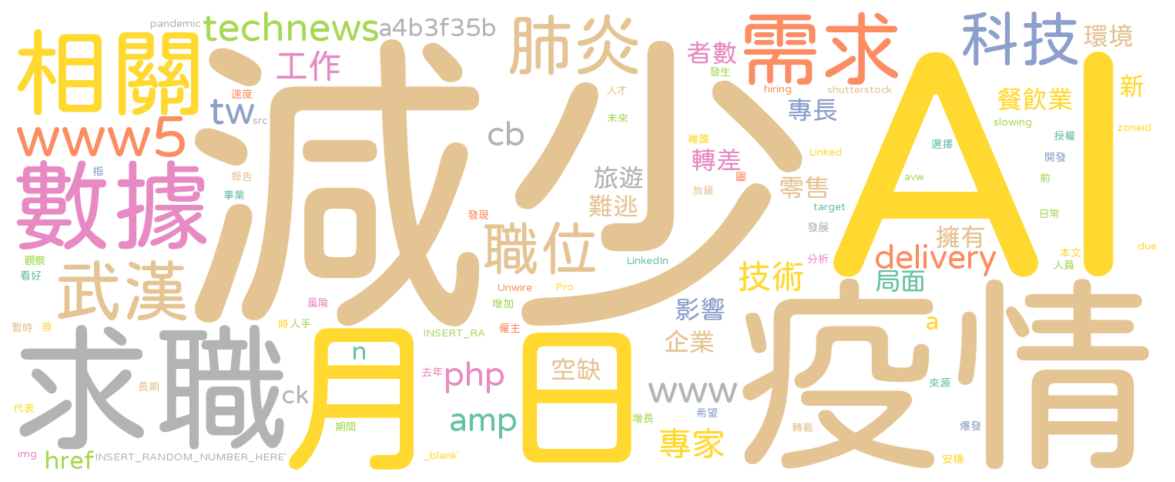 pandemic
technews
a4b3f35b
肺炎
者數
需求
科技
環境
相關
工作
發生
hiring
shutterstock
餐飲業
新
速度
人才
專長
www5
tw
src
減少
AI
cb
未來
slowing
zoneid
授權
維護
Linked
選擇
開發
轉差
數據
指
報告
事業
旅遊
難逃
圖
放緩
零售
avw
前
target
日常
發現
職位
發展
擁有
due
觀察
看好
武漢
LinkedIn
分析
delivery
本文
人員
技術
局面
Unwire
Pro
風險
增加
影響
暫時
首
時
人手
僱主
INSERT_RA
疫情
a
求職
月
日
n
企業
空缺
去年
php
長期
ck
www
來源
代表
期間
amp
增長
希望
轉載
爆發
專家
img
href
INSERT_RANDOM_NUMBER_HERE'
_blank'
安穩